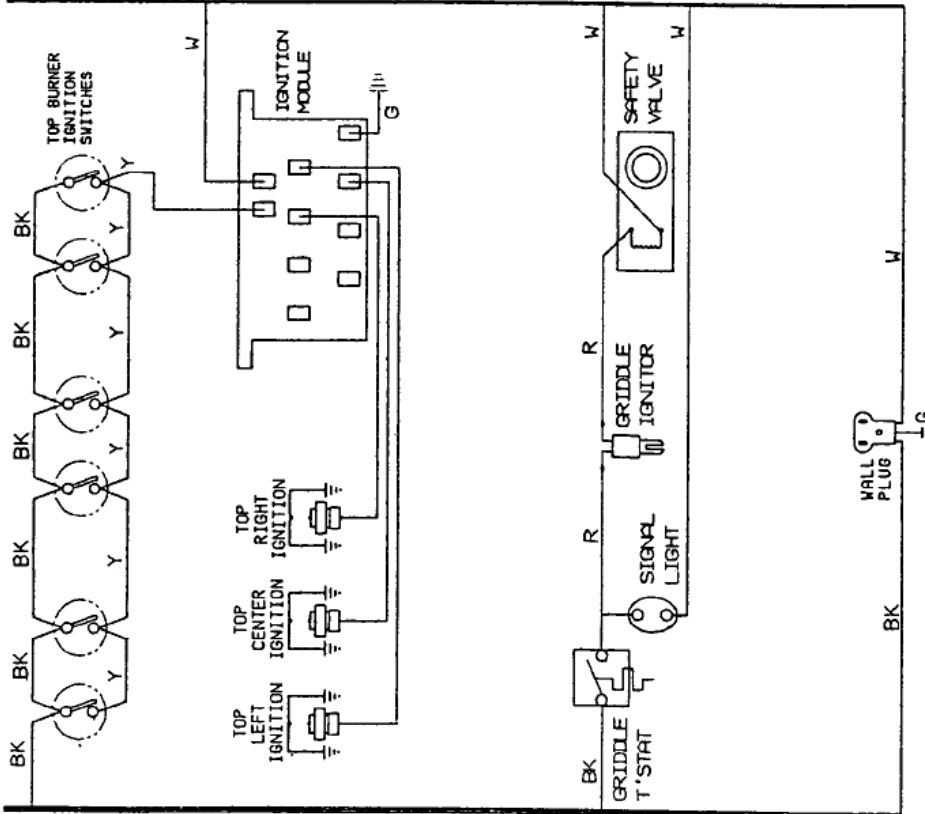 TOP BURNER
IGNITION
SWITCHES
BK
BK
BK
BK
BK
BK
Y
Y
Y
Y
Y
Y
W
IGNITION
MODULE
G
TOP
RIGHT
IGNITION
TOP
CENTER
IGNITION
TOP
LEFT
IGNITION
W
W
SAFETY
VALVE
R
GRIDDLE
IGNITOR
R
SIGNAL
LIGHT
BK
GRIDDLE
T'STAT
W
WALL
PLUG
G
BK